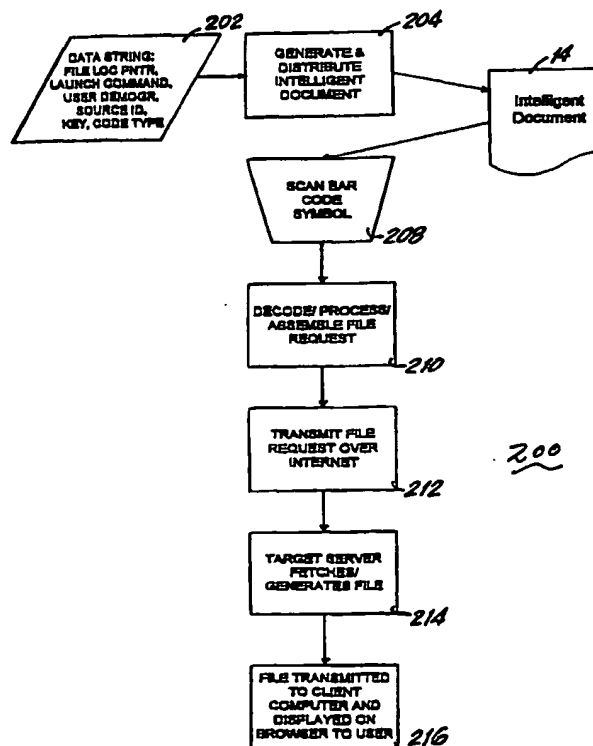 202
DATA STRING:
FILE LOC PNTR,
LAUNCH COMMAND,
USER DEMOGR,
SOURCE ID,
KEY, CODE TYPE
204
GENERATE &
DISTRIBUTE
INTELLIGENT
DOCUMENT
14
Intelligent
Document
SCAN BAR
CODE
SYMBOL
208
DECODE/ PROCESS/
ASSEMBLE FILE
REQUEST
210
TRANSMIT FILE
REQUEST OVER
INTERNET
212
200
TARGET SERVER
FETCHES/
GENERATES FILE
214
FILE TRANSMITTED
TO CLIENT
COMPUTER AND
DISPLAYED ON
BROWSER TO USER
216